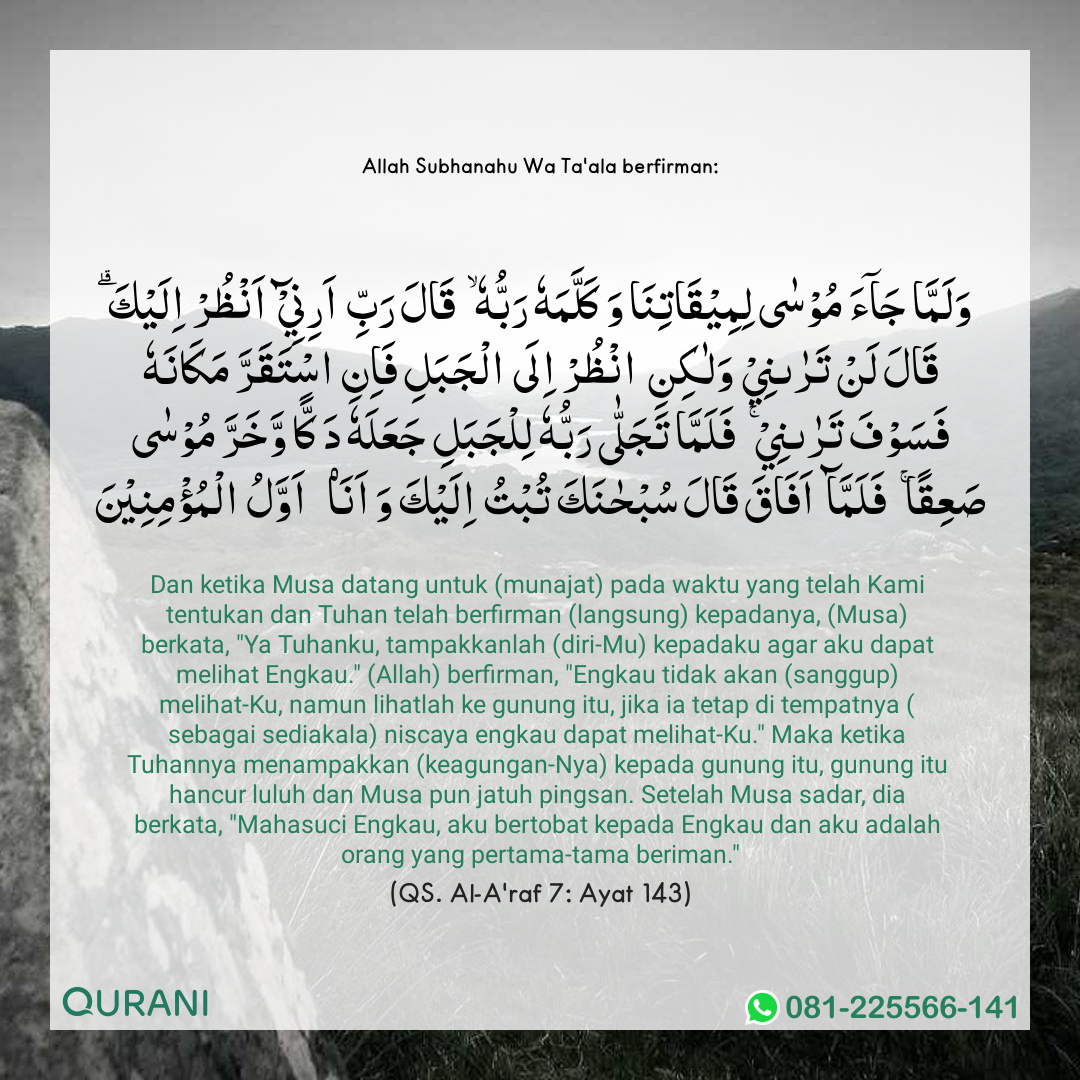 Allah Subhanahu Wa Ta'ala berfirman:
وَلَمَّا جَآءَ مُوْسٰى لِمِيْقَاتِنَا وَ كَلَّمَهٗ رَبُّهٗ ۙ قَالَ رَبِّ اَرِنِيْۤ اَنْظُرْ اِلَيْكَ ۗ
قَالَ لَنْ تَرٰٮنِيْ وَلٰـكِنِ انْظُرْ اِلَى الْجَـبَلِ فَاِنِ اسْتَقَرَّ مَكَانَهٗ
فَسَوْفَ تَرٰٮنِيْ ۚ فَلَمَّا تَجَلّٰى رَبُّهٗ لِلْجَبَلِ جَعَلَهٗ دَكًّا وَّخَرَّ مُوْسٰى
صَعِقًا ۚ فَلَمَّاۤ اَفَاقَ قَالَ سُبْحٰنَكَ تُبْتُ اِلَيْكَ وَ اَنَاۡ اَوَّلُ الْمُؤْمِنِيْنَ
Dan ketika Musa datang untuk (munajat) pada waktu yang telah Kami
tentukan dan Tuhan telah berfirman (langsung) kepadanya, (Musa)
berkata, "Ya Tuhanku, tampakkanlah (diri-Mu) kepadaku agar aku dapat
melihat Engkau." (Allah) berfirman, "Engkau tidak akan (sanggup)
melihat-Ku, namun lihatlah ke gunung itu, jika ia tetap di tempatnya (
sebagai sediakala) niscaya engkau dapat melihat-Ku." Maka ketika
Tuhannya menampakkan (keagungan-Nya) kepada gunung itu, gunung itu
hancur luluh dan Musa pun jatuh pingsan. Setelah Musa sadar, dia
berkata, "Mahasuci Engkau, aku bertobat kepada Engkau dan aku adalah
orang yang pertama-tama beriman."
(QS. Al-A'raf 7: Ayat 143)
QURANI
081-225566-141